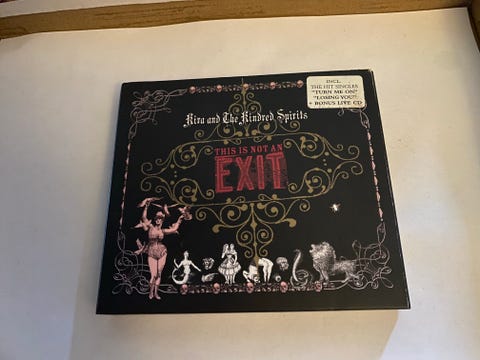 INCL.
THE HIT SINGLES
"TURN ME ON"
"LOSING YOU!"
+ BONUS LIVE CD
Kira and The Kindred Spirits
THIS IS NOT AN
EXIT